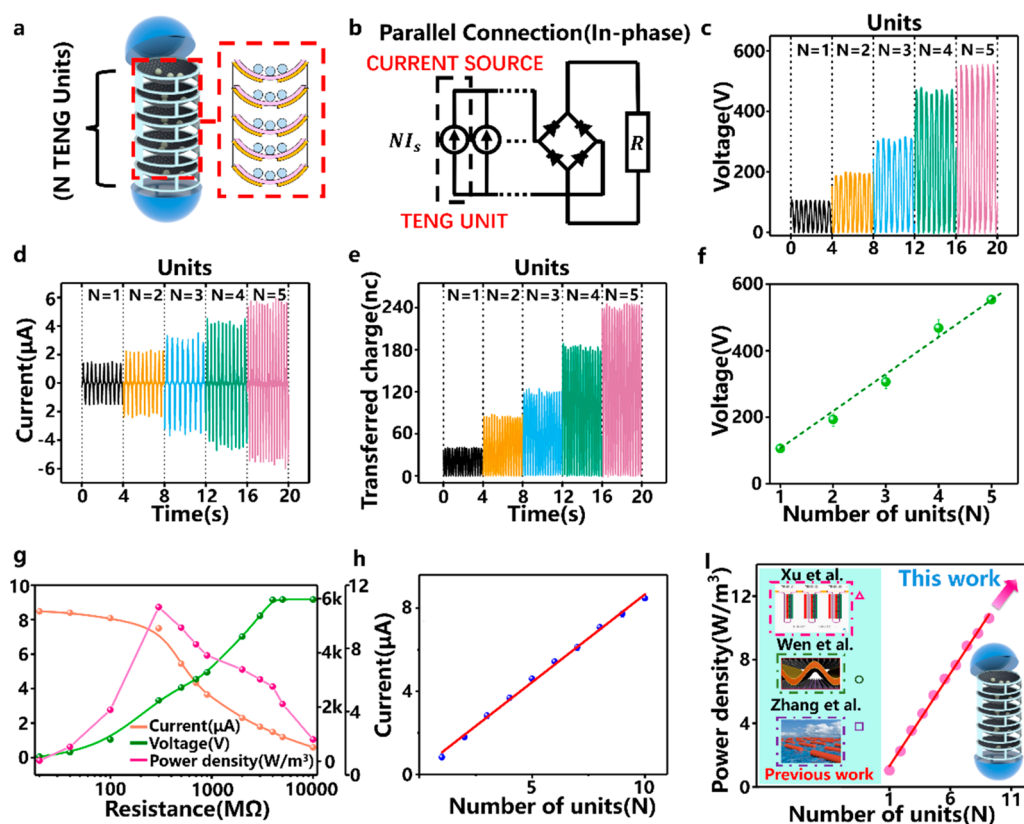 a
(N TENG Units)
b
Parallel Connection(In-phase)
CURRENT SOURCE
NIs
R
TENG UNIT
c
Units
N=1 N=2 N=3 N=4 N=5
Voltage(V)
600
400
200
0
0 4 8 12 16 20
d
Units
N=1 N=2 N=3 N=4 N=5
Current(μA)
6
4
2
0
2
4
6
0 4 8 12 16 20
Time(s)
e
Units
N=1 N=2 N=3 N=4 N=5
Transferred charge(nc)
240
180
120
60
0
0 4 8 12 16 20
Time(s)
f
Voltage(V)
600
400
200
0
1 2 3 4 5
Number of units(N)
g
10
8
6
4
2
0
6k
4k
2k
0
12
8
4
0
Current(μA)
Voltage(V)
Power density(W/m³)
100 1000 10000
Resistance(MΩ)
h
Current(μA)
8
4
0
0 5 10
Number of units(N)
I
Power density(W/m³)
12
9
6
3
0
Xu et al.
Wen et al.
Zhang et al.
Previous work
This work
1 6 11
Number of units(N)